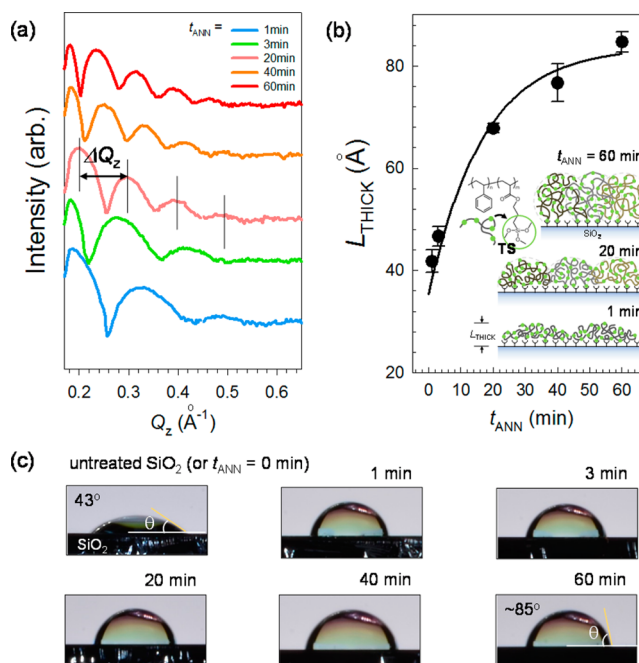 (a)
t_ANN =
1min
3min
20min
40min
60min
ΔQ_z
Intensity (arb.)
0.2 0.3 0.4 0.5 0.6
Q_z (Å⁻¹)
(b)
80
60
40
20
L_THICK (Å)
t_ANN = 60 min
n
m
TS
SiO₂
20 min
1 min
L_THICK
0 10 20 30 40 50 60
t_ANN (min)
(c)
untreated SiO₂ (or t_ANN = 0 min)
1 min
3 min
43°
θ
SiO₂
20 min
40 min
60 min
~85°
θ